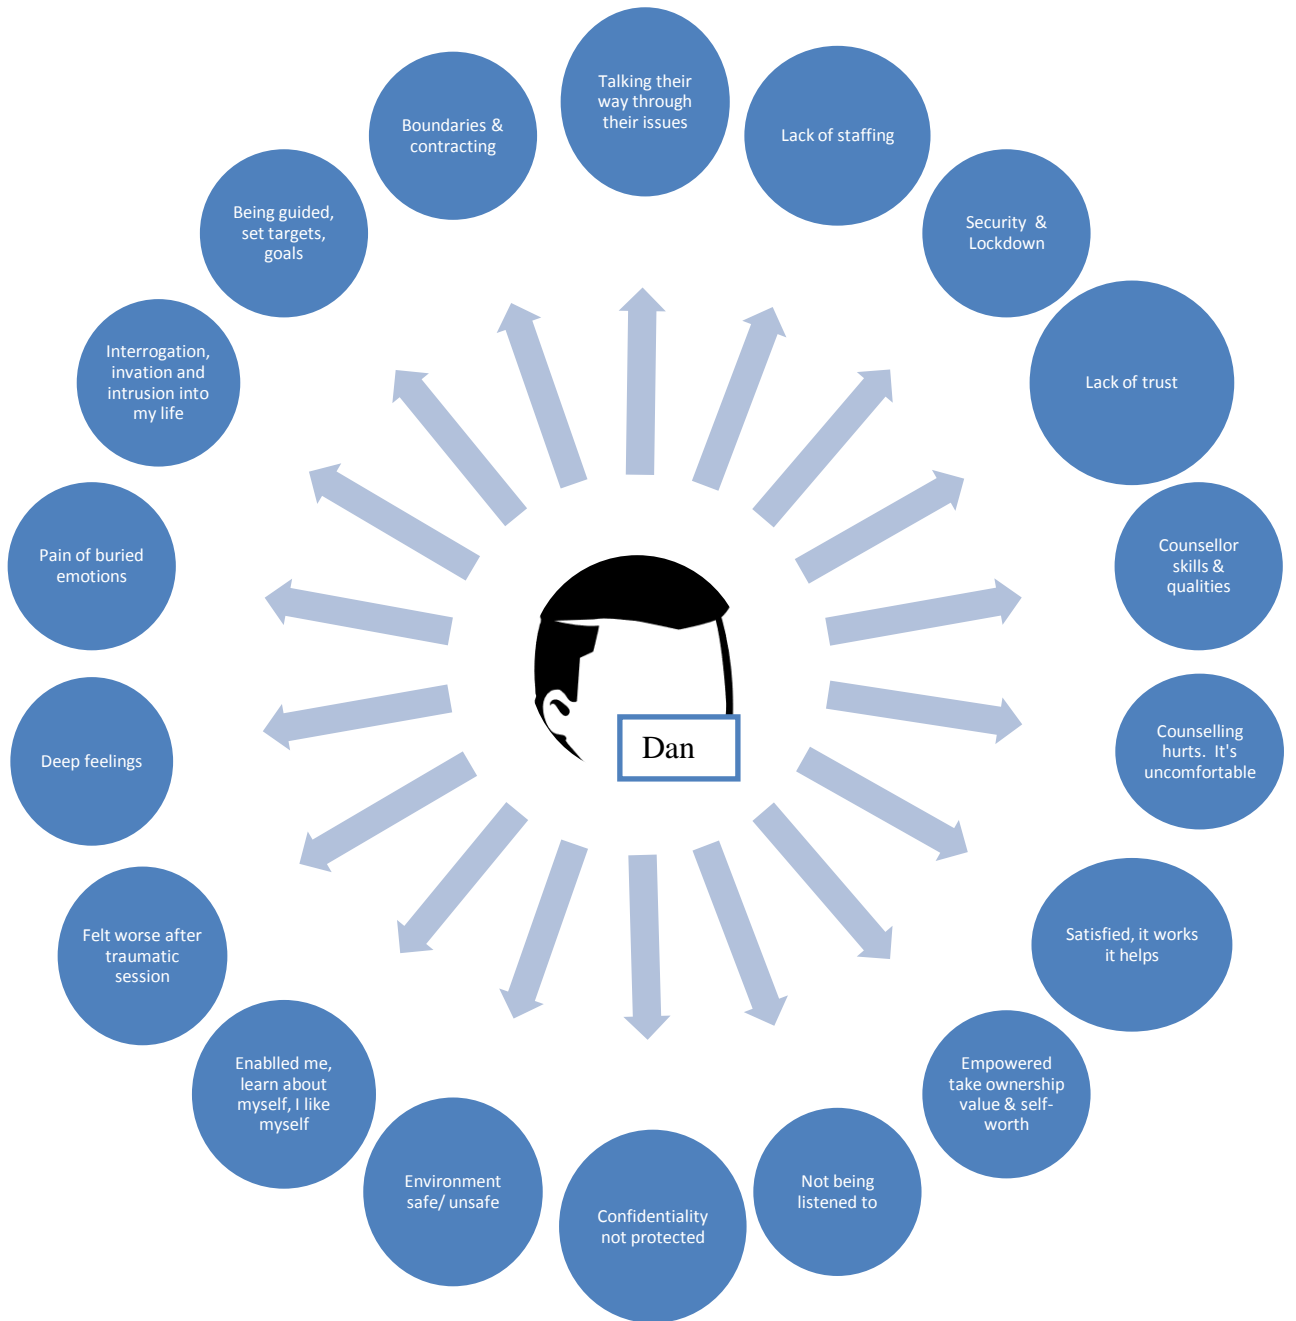 Talking their
way through
their issues
Lack of staffing
Security & 
Lockdown
Lack of trust
Counsellor
skills &
qualities
Counselling
hurts. It's
uncomfortable
Satisfied, it works
it helps
Empowered
take ownership
value & self-
worth
Not being
listened to
Confidentiality
not protected
Environment
safe/ unsafe
Enablled me,
learn about
myself, I like
myself
Felt worse after
traumatic
session
Deep feelings
Pain of buried
emotions
Interrogation,
invation and
intrusion into
my life
Being guided,
set targets,
goals
Boundaries &
contracting
Dan